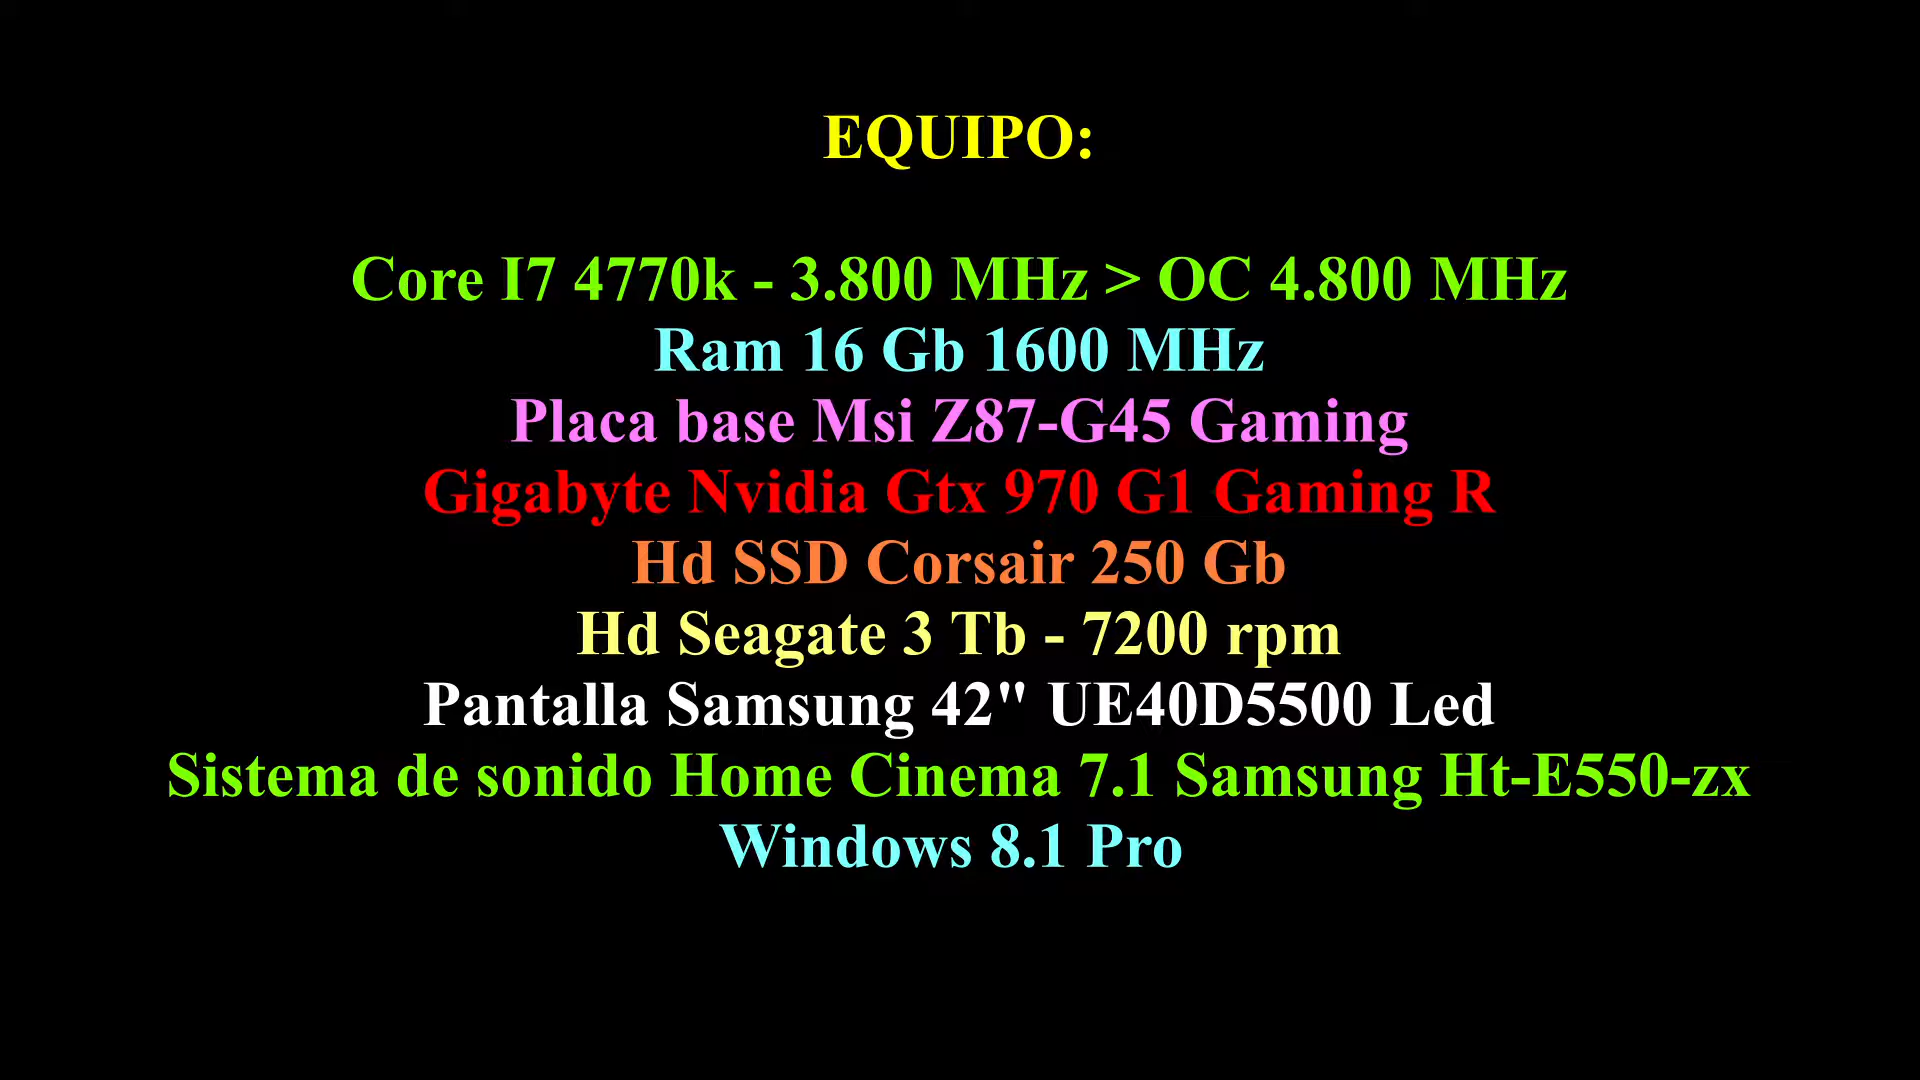 EQUIPO:
Core I7 4770k - 3.800 MHz > OC 4.800 MHz
Ram 16 Gb 1600 MHz
Placa base Msi Z87-G45 Gaming
Gigabyte Nvidia Gtx 970 G1 Gaming R
Hd SSD Corsair 250 Gb
Hd Seagate 3 Tb - 7200 rpm
Pantalla Samsung 42" UE40D5500 Led
Sistema de sonido Home Cinema 7.1 Samsung Ht-E550-zx
Windows 8.1 Pro